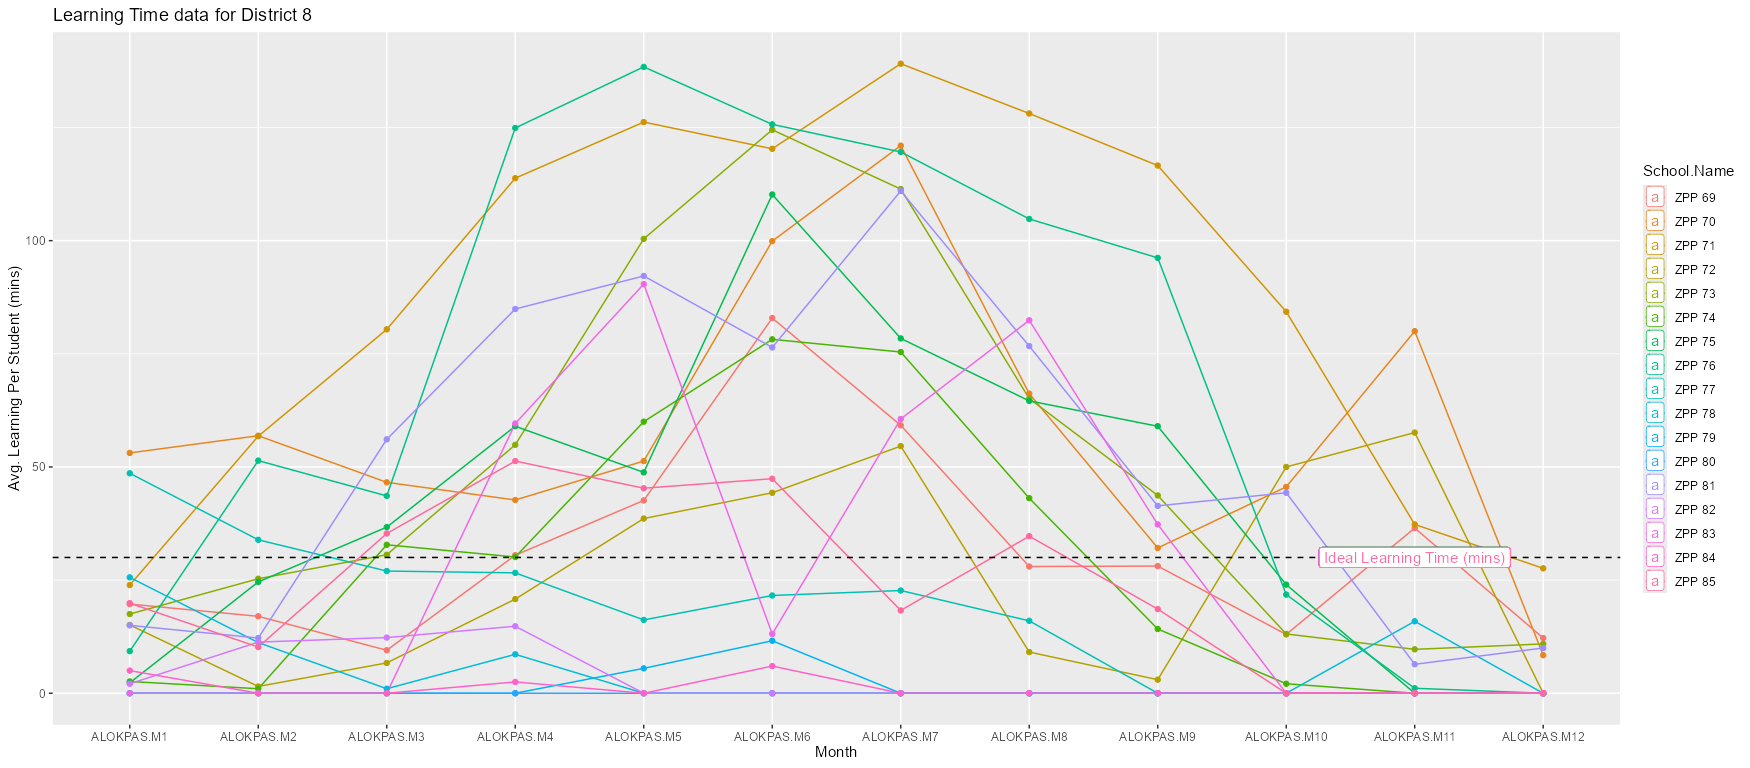 Learning Time data for District 8
Avg. Learning Per Student (mins)
100
50
0
Ideal Learning Time (mins)
ALOKPAS.M1 ALOKPAS.M2 ALOKPAS.M3 ALOKPAS.M4 ALOKPAS.M5 ALOKPAS.M6 ALOKPAS.M7 ALOKPAS.M8 ALOKPAS.M9 ALOKPAS.M10 ALOKPAS.M11 ALOKPAS.M12
Month
School.Name
a ZPP 69
a ZPP 70
a ZPP 71
a ZPP 72
a ZPP 73
a ZPP 74
a ZPP 75
a ZPP 76
a ZPP 77
a ZPP 78
a ZPP 79
a ZPP 80
a ZPP 81
a ZPP 82
a ZPP 83
a ZPP 84
a ZPP 85